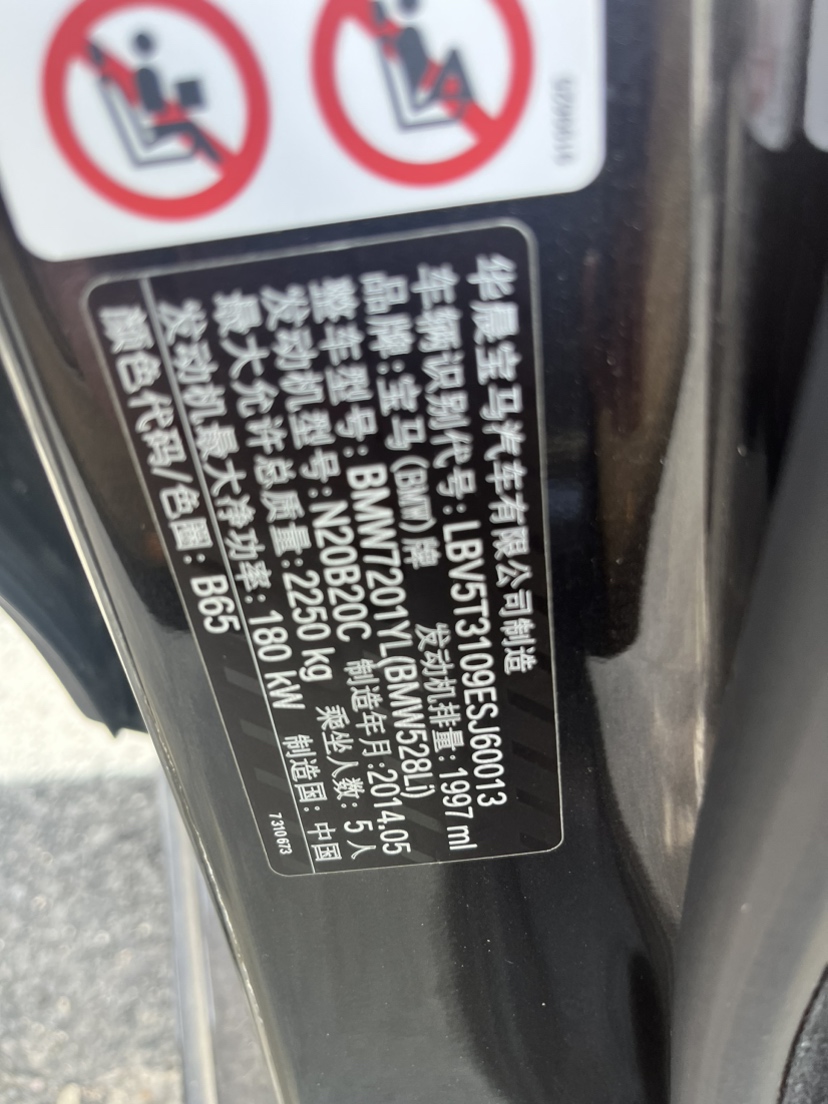 华晨宝马汽车有限公司制造
车辆识别代号: LBV5T3109ESJ60013
品牌: 宝马(BMW)牌 发动机排量: 1997 ml
整车型号: BMW7201YL(BMW528Li)
发动机型号: N20B20C 制造年月: 2014.05
最大允许总质量: 2250 kg 乘坐人数: 5人
发动机最大净功率: 180 kW 制造国: 中国
颜色代码/色圈: B65
7 310 673